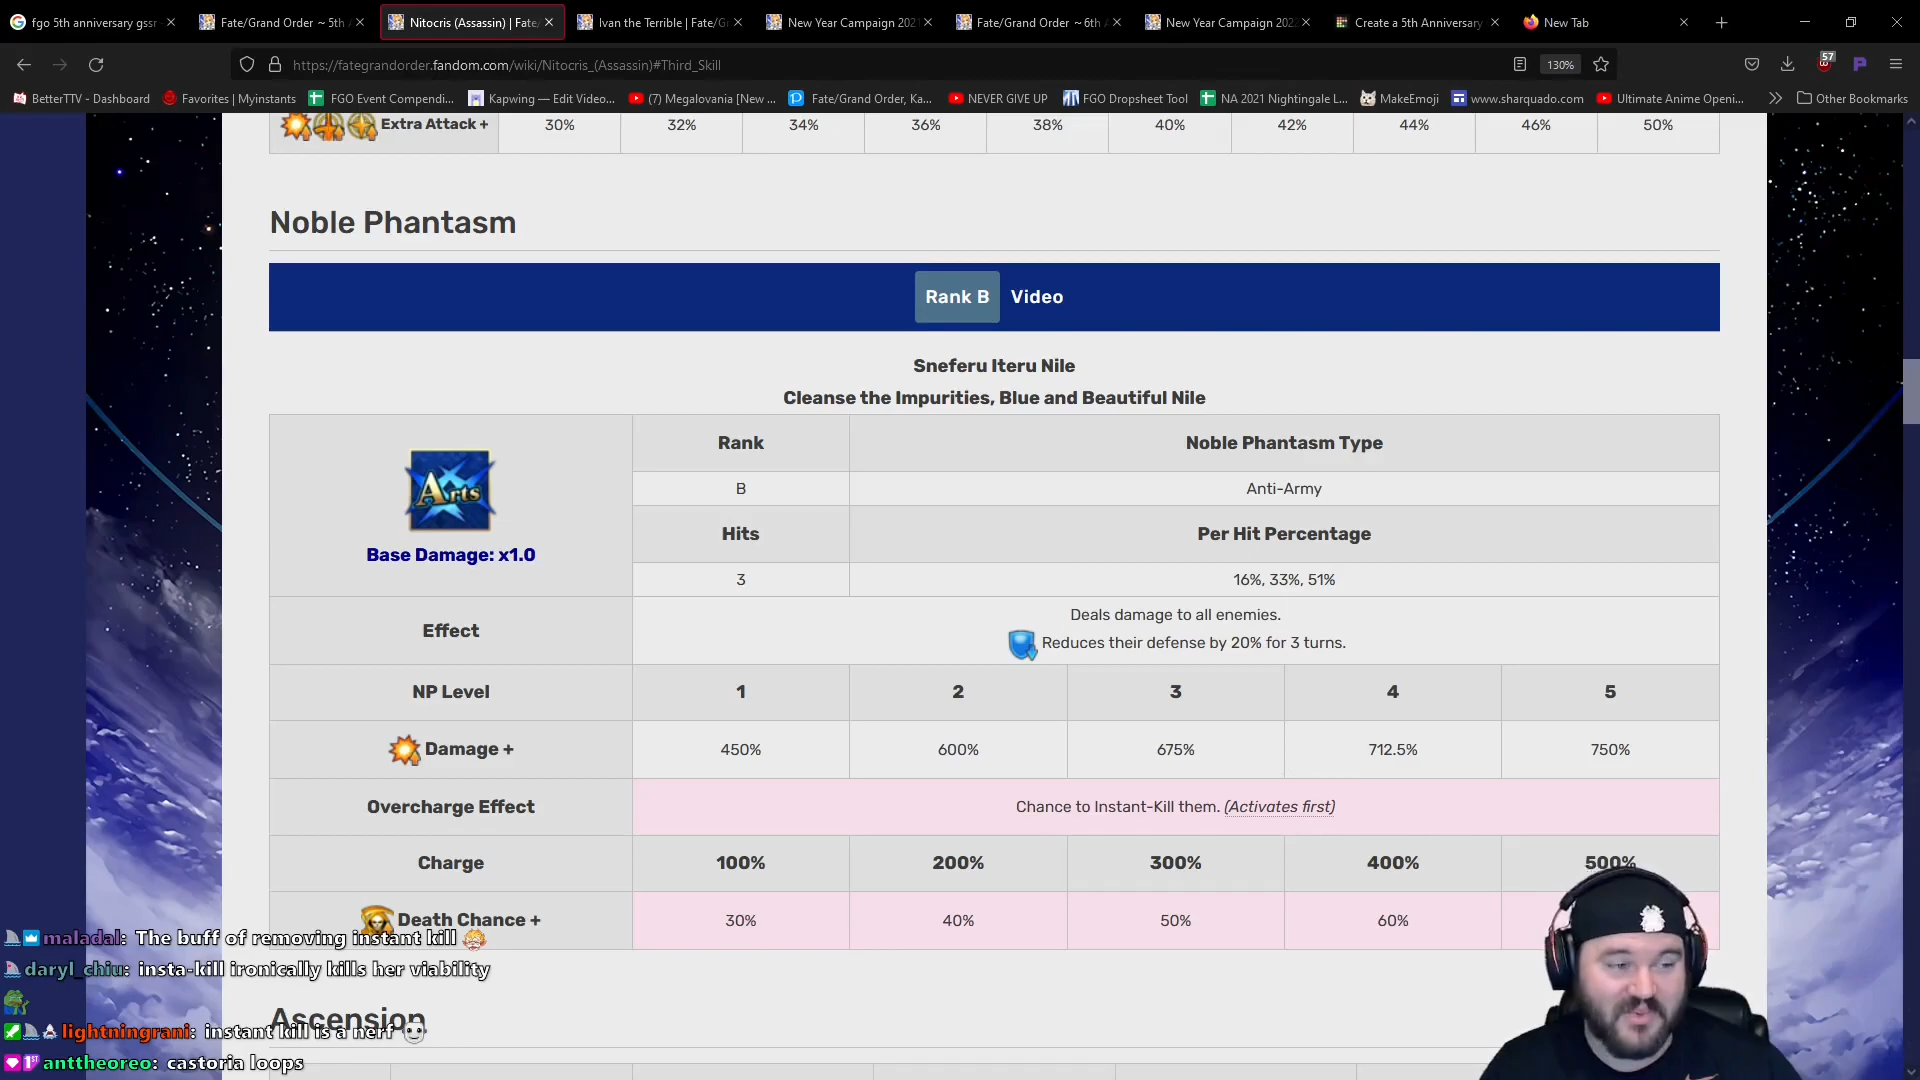 fgo 5th anniversary gssr
Fate/Grand Order ~5th A
Nitocris (Assassin) | Fate/
Ivan the Terrible | Fate/G
New Year Campaign 2021
Fate/Grand Order ~6th A
New Year Campaign 202
Create a 5th Anniversary
New Tab
https://fategrandorder.fandom.com/wiki/Nitocris_(Assassin)#Third_Skill
130%
57
BetterTTV - Dashboard
Favorites | Myinstants
FGO Event Compendi...
Kapwing — Edit Video...
(7) Megalovania [New ...
Fate/Grand Order, Ka...
NEVER GIVE UP
FGO Dropsheet Tool
NA 2021 Nightingale L...
MakeEmoji
www.sharquado.com
Ultimate Anime Openi...
Other Bookmarks
Extra Attack + 30% 32% 34% 36% 38% 40% 42% 44% 46% 50%
Noble Phantasm
Rank B Video
Sneferu Iteru Nile
Cleanse the Impurities, Blue and Beautiful Nile
Arts
Base Damage: x1.0
Rank Noble Phantasm Type
B Anti-Army
Hits Per Hit Percentage
3 16%, 33%, 51%
Effect
Deals damage to all enemies.
Reduces their defense by 20% for 3 turns.
NP Level 1 2 3 4 5
Damage + 450% 600% 675% 712.5% 750%
Overcharge Effect Chance to Instant-Kill them. (Activates first)
Charge 100% 200% 300% 400% 500%
Death Chance + 30% 40% 50% 60%
maladal: The buff of removing instant kill
daryl_chiu: insta-kill ironically kills her viability
Ascension
lightningrani: instant kill is a nerf
anttheoreo: castoria loops